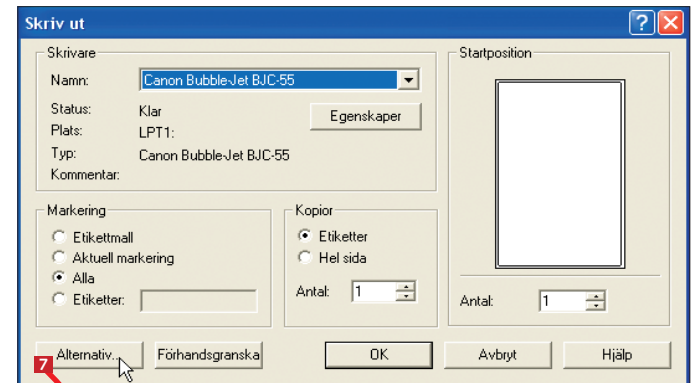 Skriv ut
Skrivare
Namn: Canon Bubble-Jet BJC-55
Status: Klar
Egenskaper
Plats: LPT1:
Typ: Canon Bubble-Jet BJC-55
Kommentar:
Startposition
Markering
Etikettmall
Aktuell markering
Alla
Etiketter:
Kopior
Etiketter
Hel sida
Antal: 1
Antal: 1
7
Alternativ...
Förhandsgranska
OK
Avbryt
Hjälp